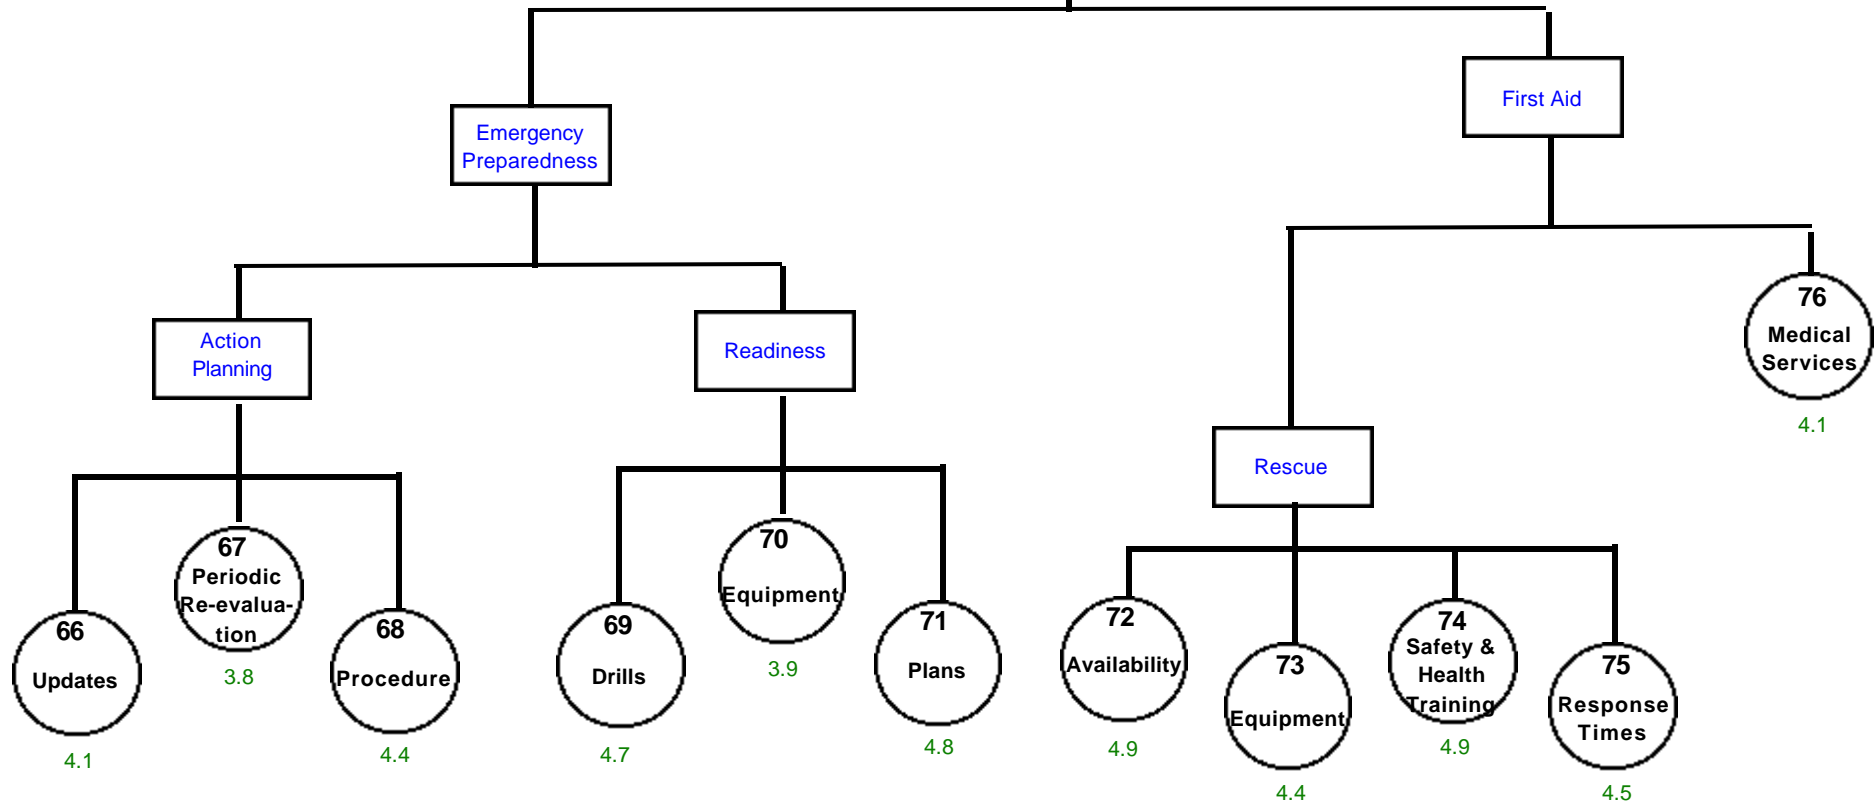 First Aid
Emergency
Preparedness
76
Medical
Services
4.1
Action
Planning
Readiness
Rescue
67
Periodic
Re-evalua-
tion
3.8
66
Updates
4.1
68
Procedure
4.4
70
Equipment
3.9
69
Drills
4.7
71
Plans
4.8
72
Availability
4.9
73
Equipment
4.4
74
Safety &
Health
Training
4.9
75
Response
Times
4.5